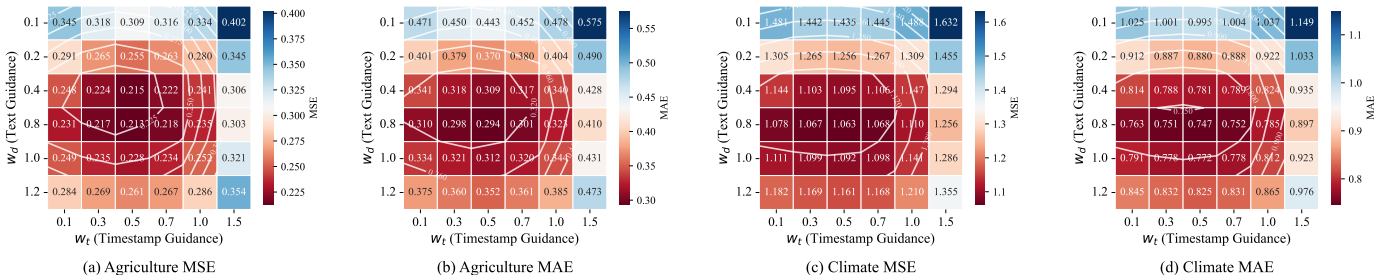 0.1 0.345 0.318 0.309 0.316 0.334 0.402
0.2 0.291 0.265 0.255 0.263 0.280 0.345
0.4 0.248 0.224 0.215 0.222 0.241 0.306
0.8 0.231 0.217 0.213 0.218 0.235 0.303
1.0 0.249 0.235 0.228 0.234 0.252 0.321
1.2 0.284 0.269 0.261 0.267 0.286 0.354
0.1 0.3 0.5 0.7 1.0 1.5
w_d (Text Guidance)
w_t (Timestamp Guidance)
0.400
0.375
0.350
0.325
0.300
0.275
0.250
0.225
MSE
(a) Agriculture MSE
0.1 0.471 0.450 0.443 0.452 0.478 0.575
0.2 0.401 0.379 0.370 0.380 0.404 0.490
0.4 0.341 0.318 0.309 0.317 0.340 0.428
0.8 0.310 0.298 0.294 0.301 0.323 0.410
1.0 0.334 0.321 0.312 0.320 0.344 0.431
1.2 0.375 0.360 0.352 0.361 0.385 0.473
0.1 0.3 0.5 0.7 1.0 1.5
w_d (Text Guidance)
w_t (Timestamp Guidance)
0.55
0.50
0.45
0.40
0.35
0.30
MAE
(b) Agriculture MAE
0.1 1.481 1.442 1.435 1.445 1.632
0.2 1.305 1.265 1.256 1.267 1.309 1.455
0.4 1.144 1.103 1.095 1.106 1.147 1.294
0.8 1.078 1.067 1.063 1.068 1.110 1.256
1.0 1.111 1.099 1.092 1.098 1.141 1.286
1.2 1.182 1.169 1.161 1.168 1.210 1.355
0.1 0.3 0.5 0.7 1.0 1.5
w_d (Text Guidance)
w_t (Timestamp Guidance)
1.6
1.5
1.4
1.3
1.2
1.1
MSE
(c) Climate MSE
0.1 1.025 1.001 0.995 1.004 1.037 1.149
0.2 0.912 0.887 0.880 0.888 0.922 1.033
0.4 0.814 0.788 0.781 0.789 0.824 0.935
0.8 0.763 0.751 0.747 0.752 0.785 0.897
1.0 0.791 0.778 0.772 0.778 0.812 0.923
1.2 0.845 0.832 0.825 0.831 0.865 0.976
0.1 0.3 0.5 0.7 1.0 1.5
w_d (Text Guidance)
w_t (Timestamp Guidance)
1.1
1.0
0.9
0.8
MAE
(d) Climate MAE